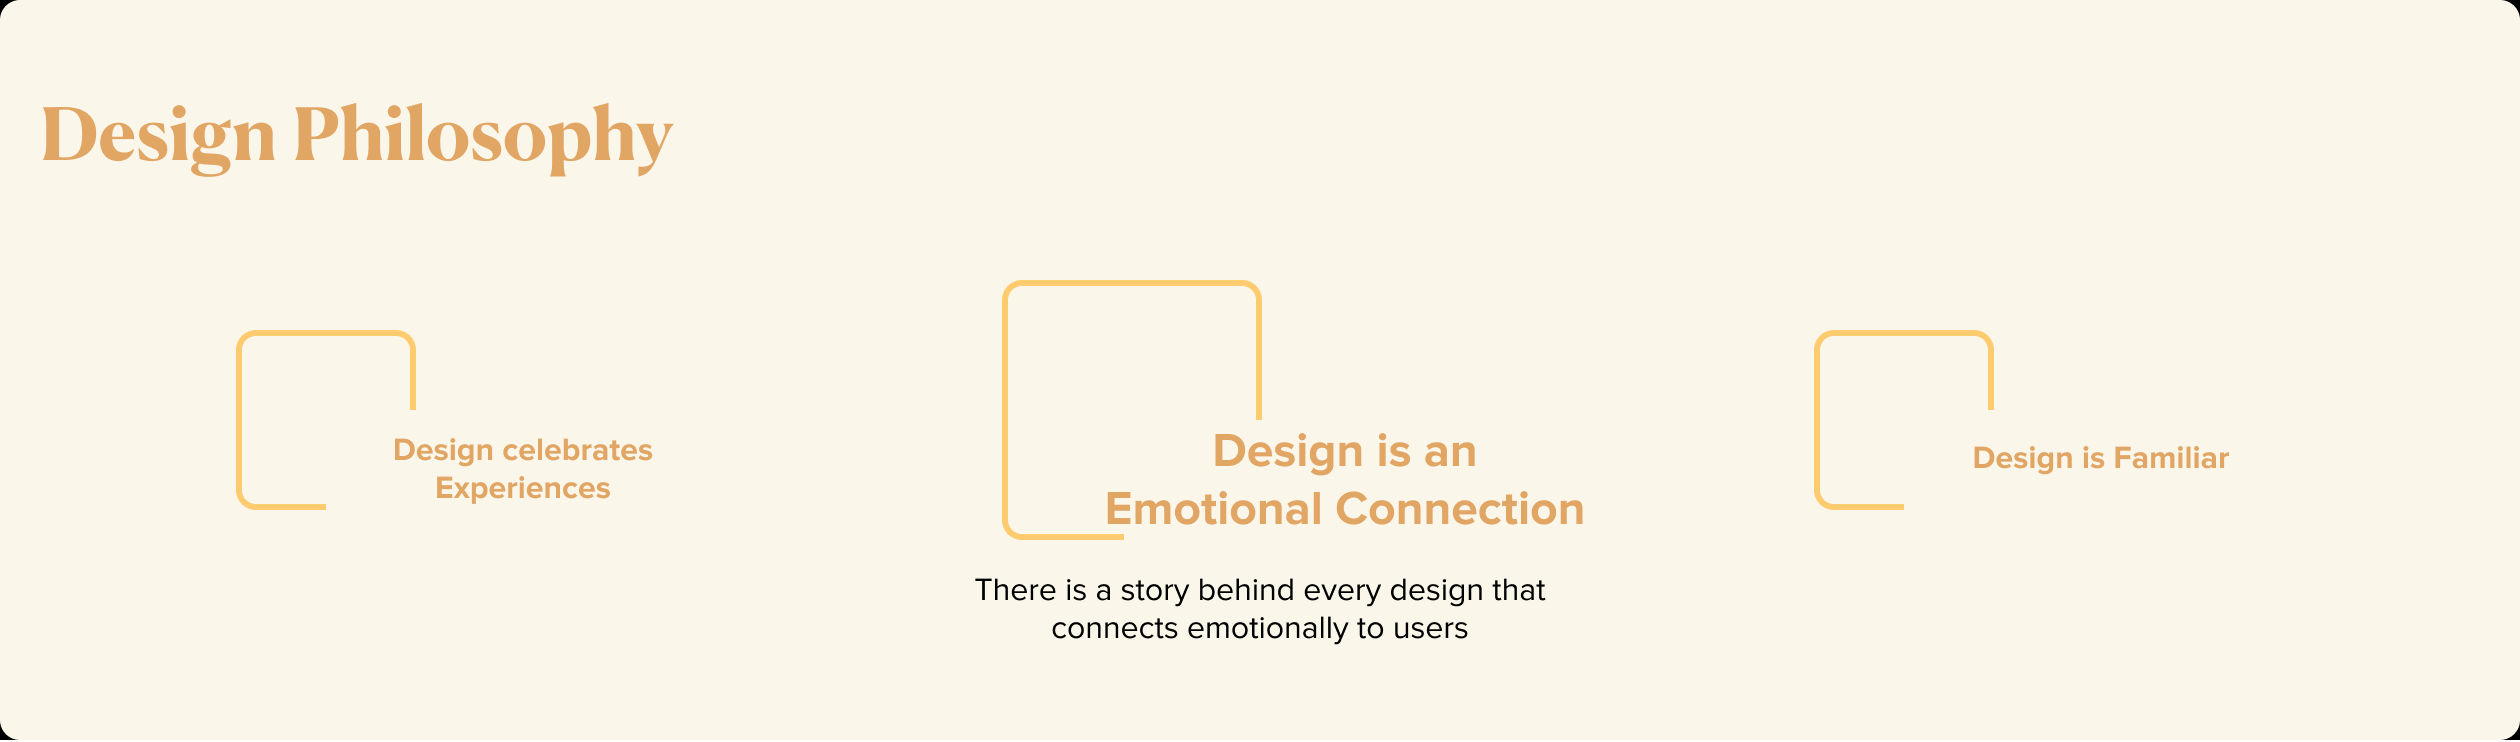 Design Philosophy
Design celebrates
Experiences
Design is an
Emotional Connection
There is a story behind every design that
connects emotionally to users
Design is Familiar